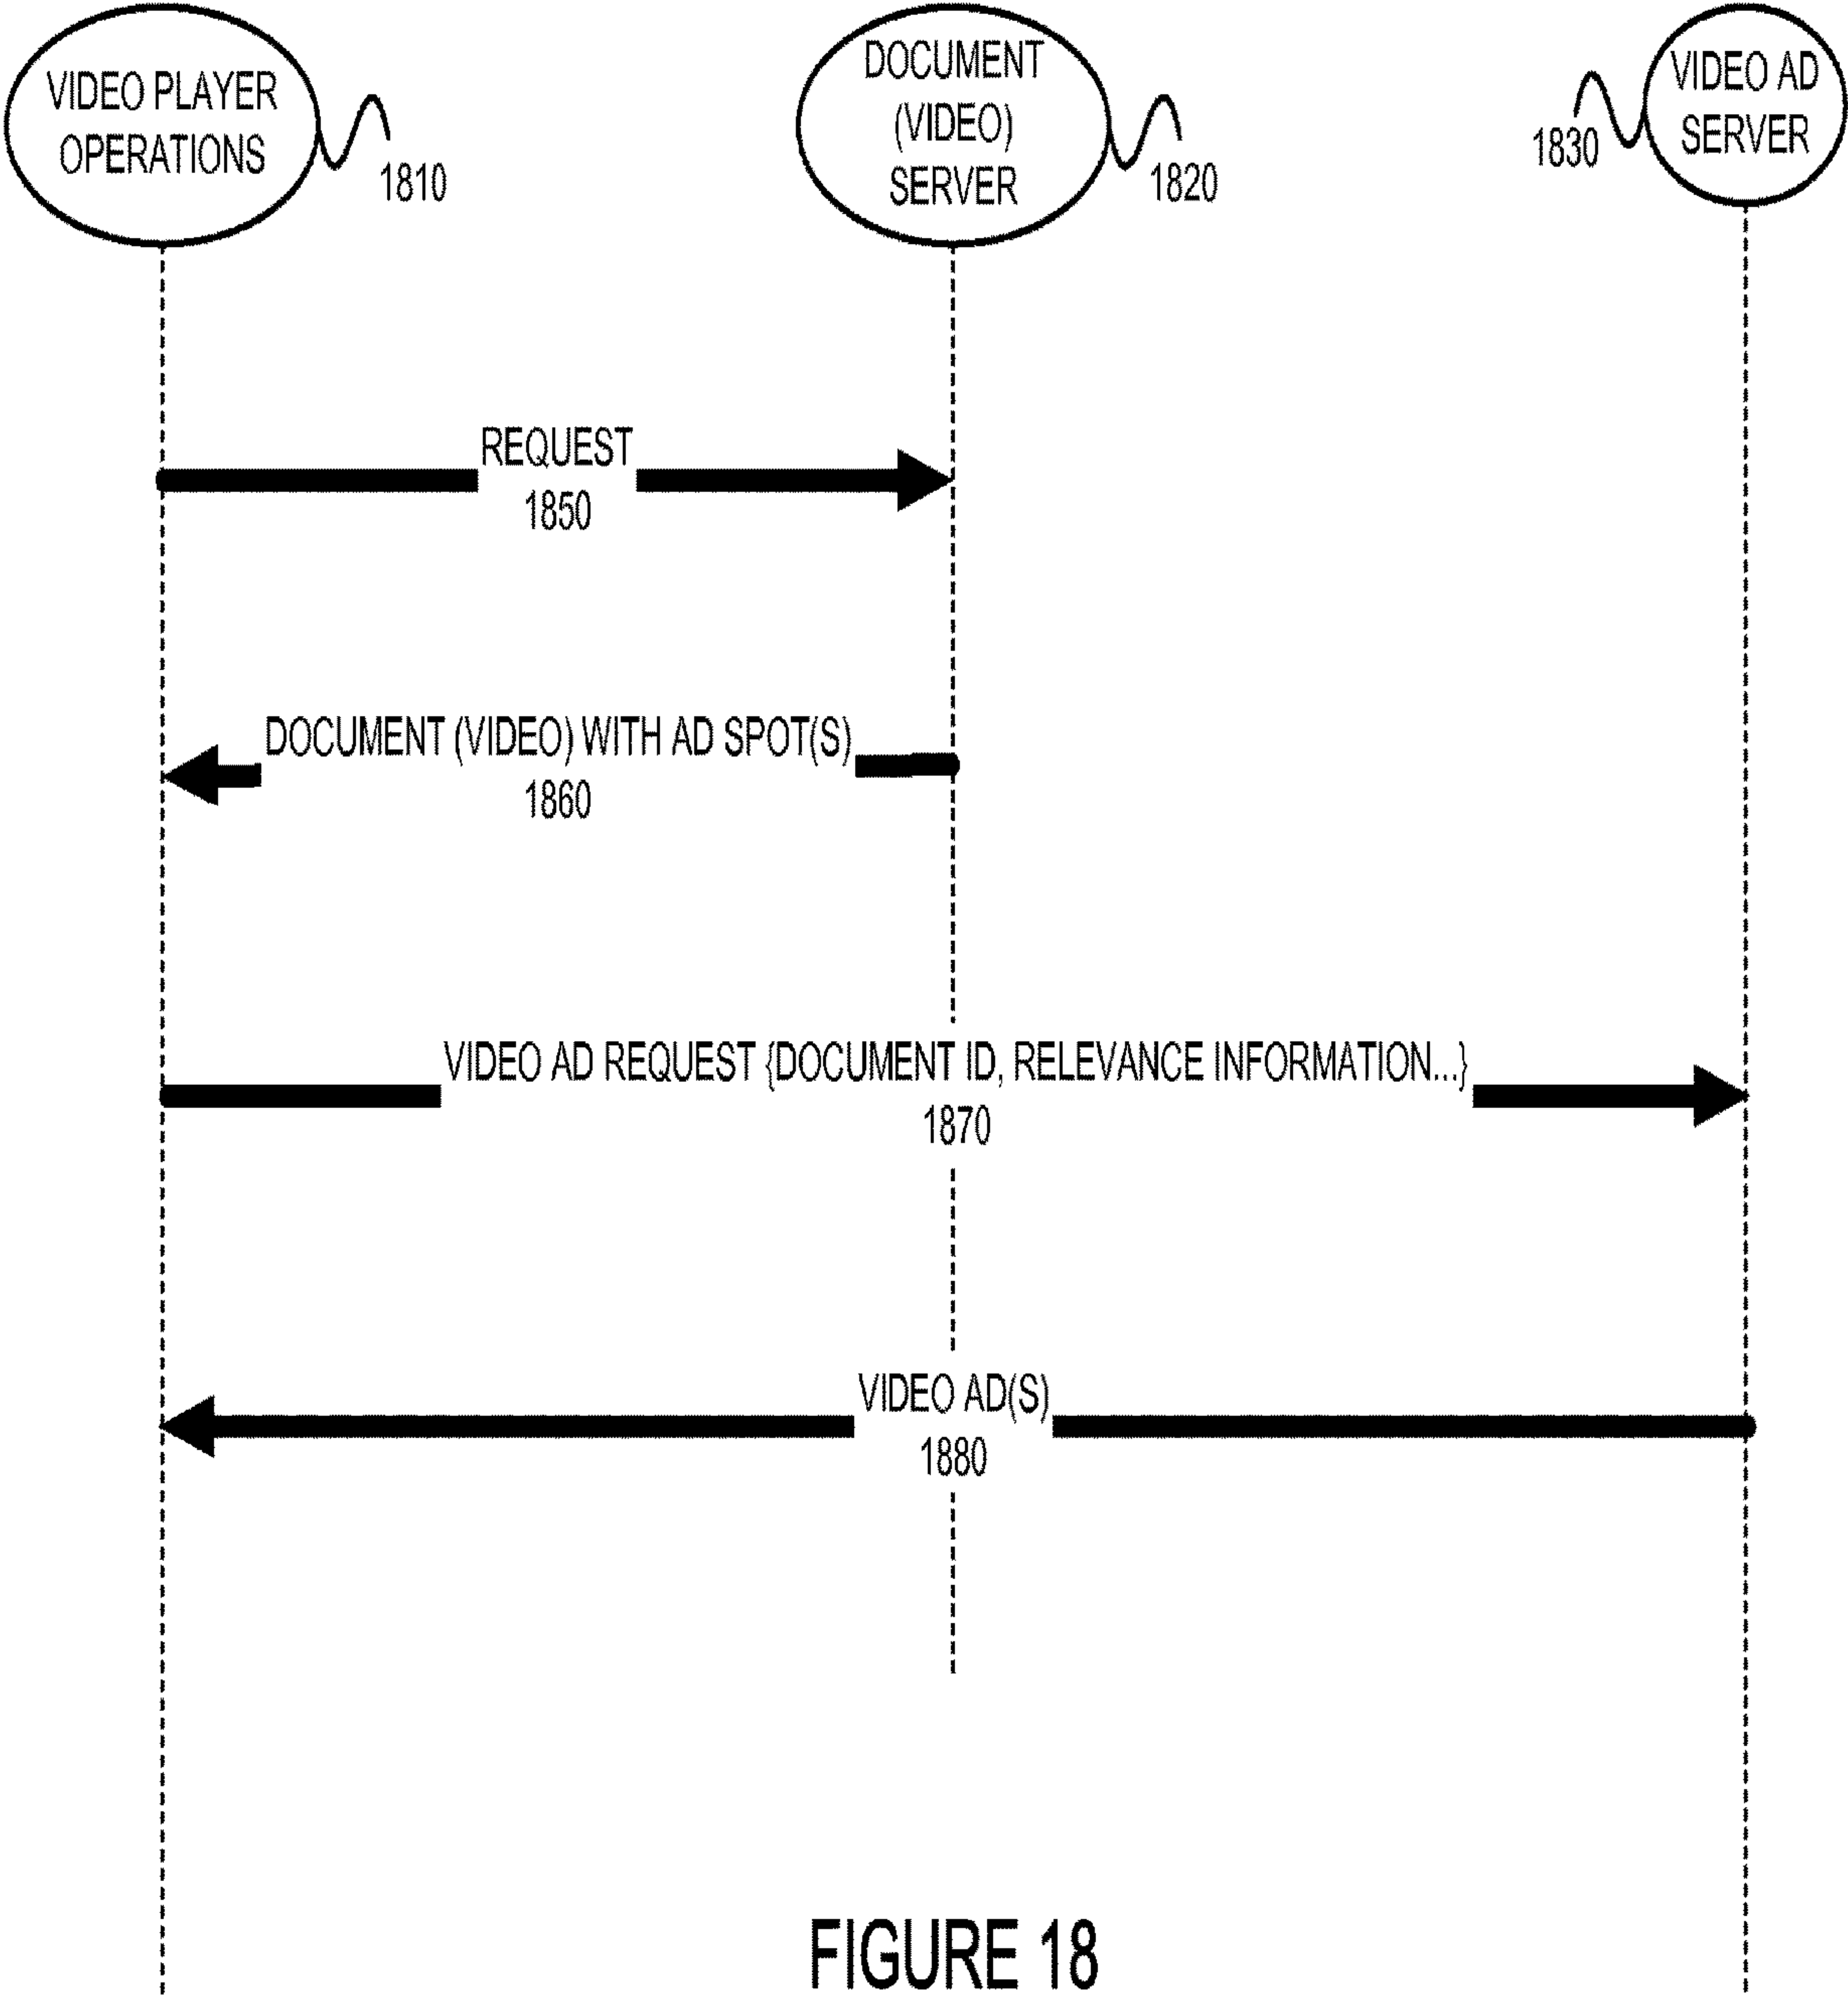 VIDEO PLAYER
OPERATIONS
1810
DOCUMENT
(VIDEO)
SERVER
1820
VIDEO AD
SERVER
1830
REQUEST
1850
DOCUMENT (VIDEO) WITH AD SPOT(S)
1860
VIDEO AD REQUEST {DOCUMENT ID, RELEVANCE INFORMATION...}
1870
VIDEO AD(S)
1880
FIGURE 18